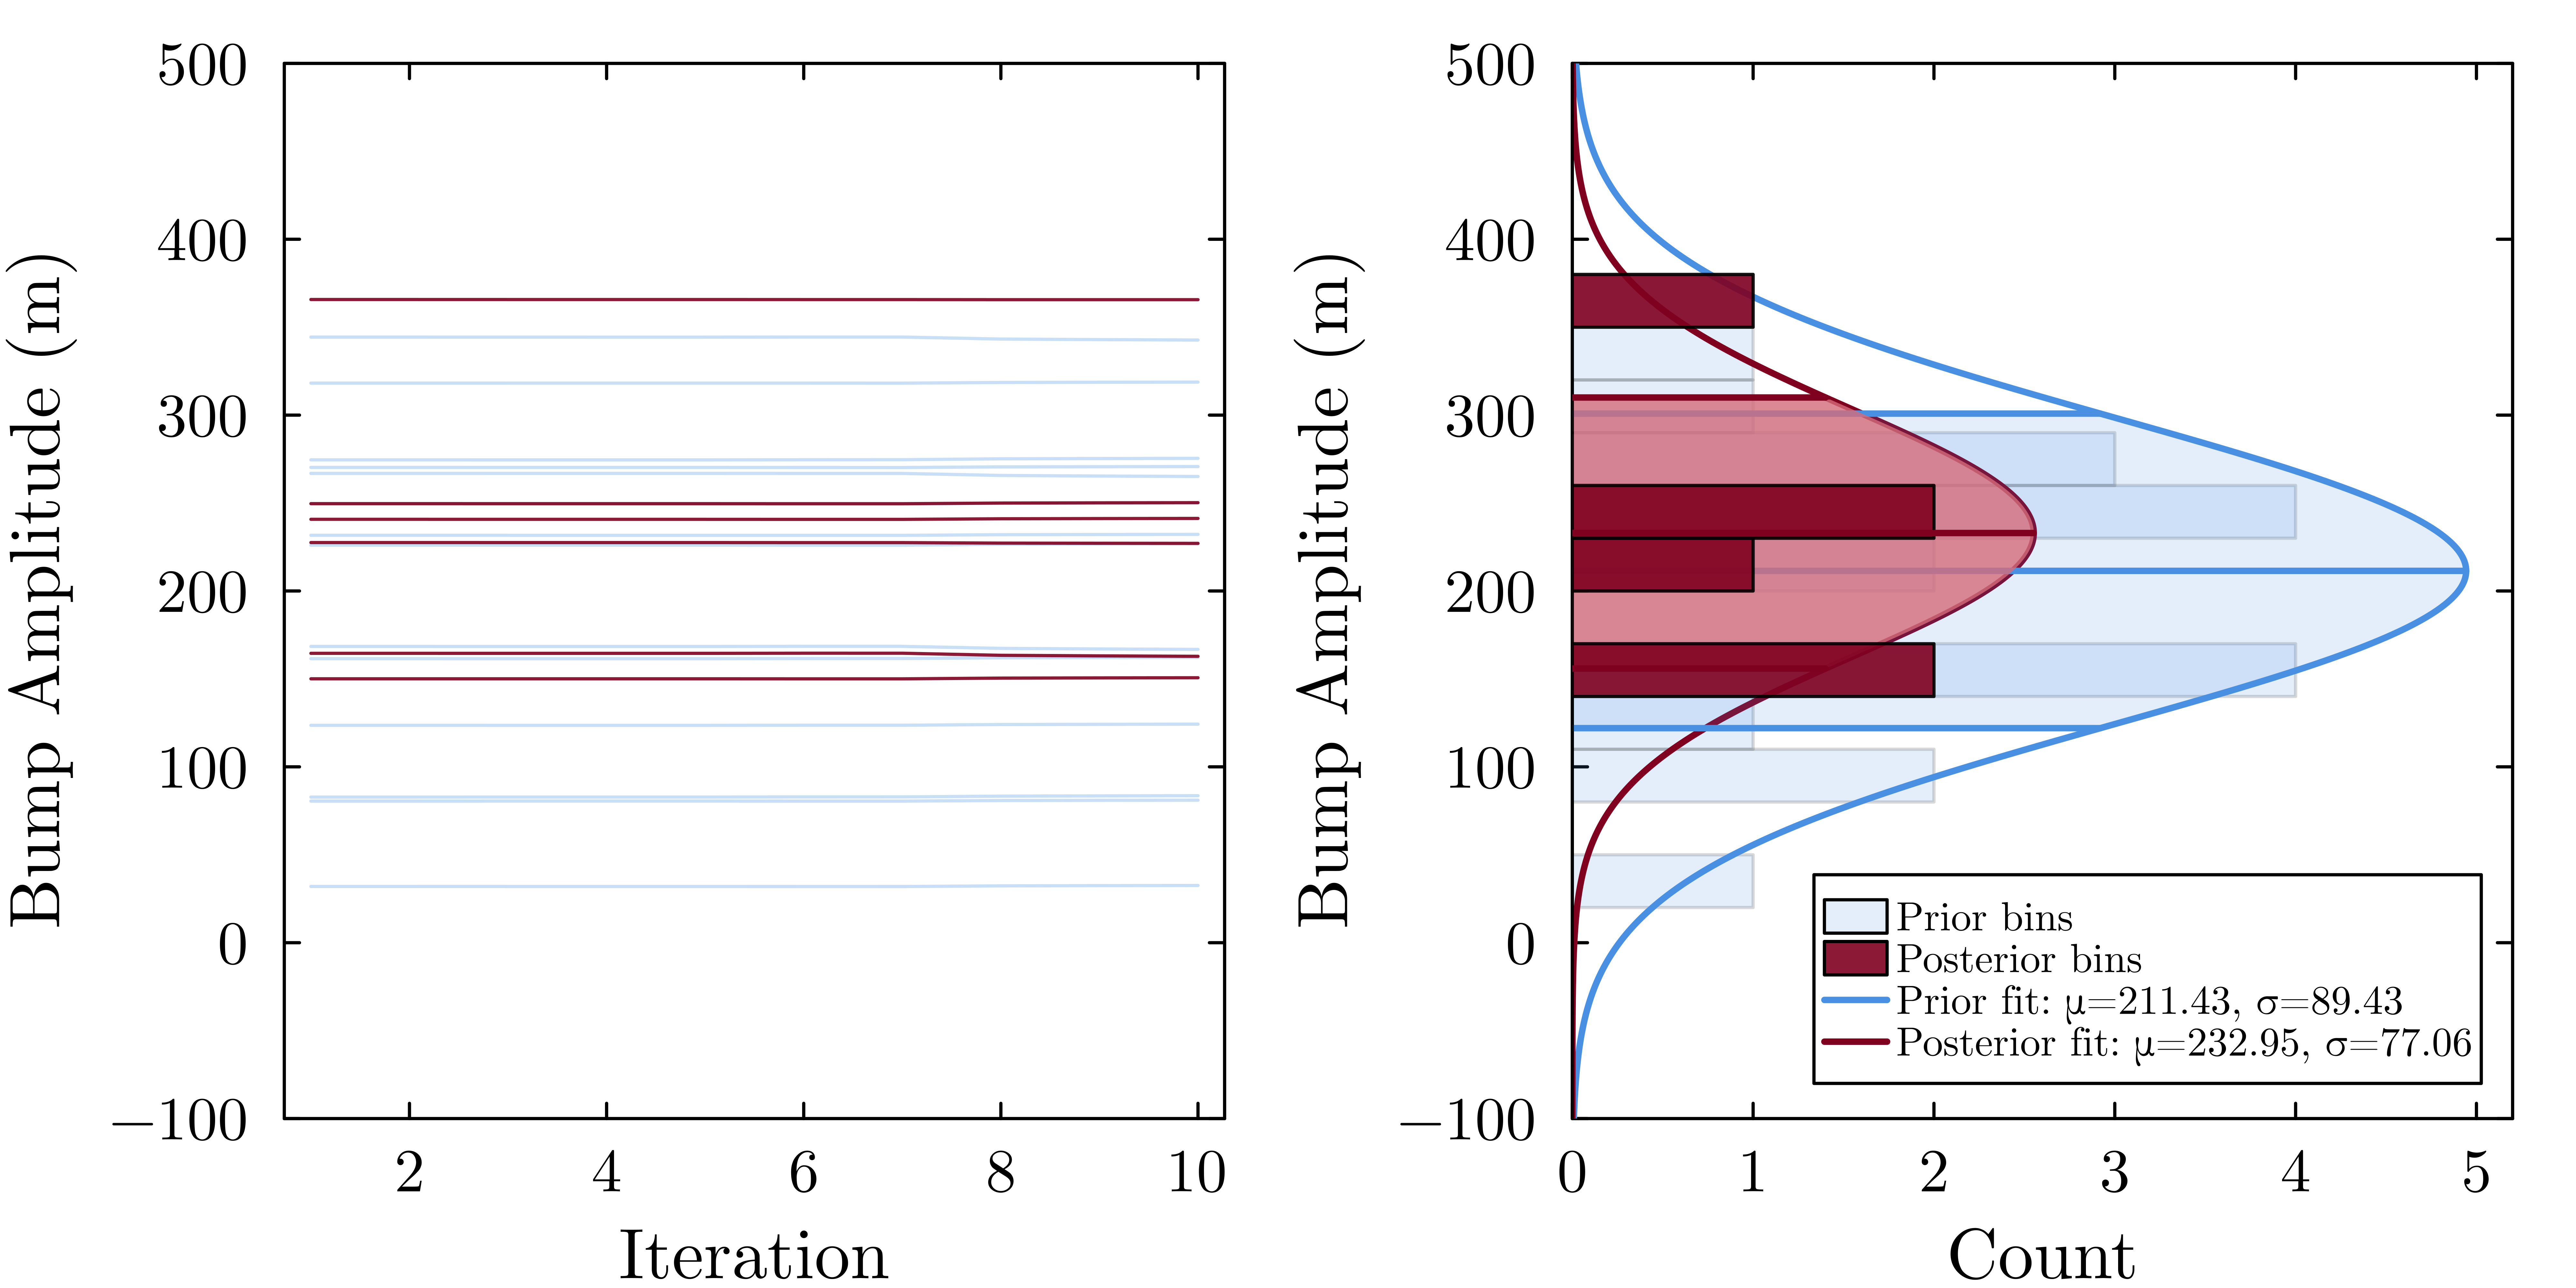 Bump Amplitude (m)
500
400
300
200
100
0
−100
2 4 6 8 10
Iteration
Bump Amplitude (m)
500
400
300
200
100
0
−100
0 1 2 3 4 5
Count
Prior bins
Posterior bins
Prior fit: μ=211.43, σ=89.43
Posterior fit: μ=232.95, σ=77.06